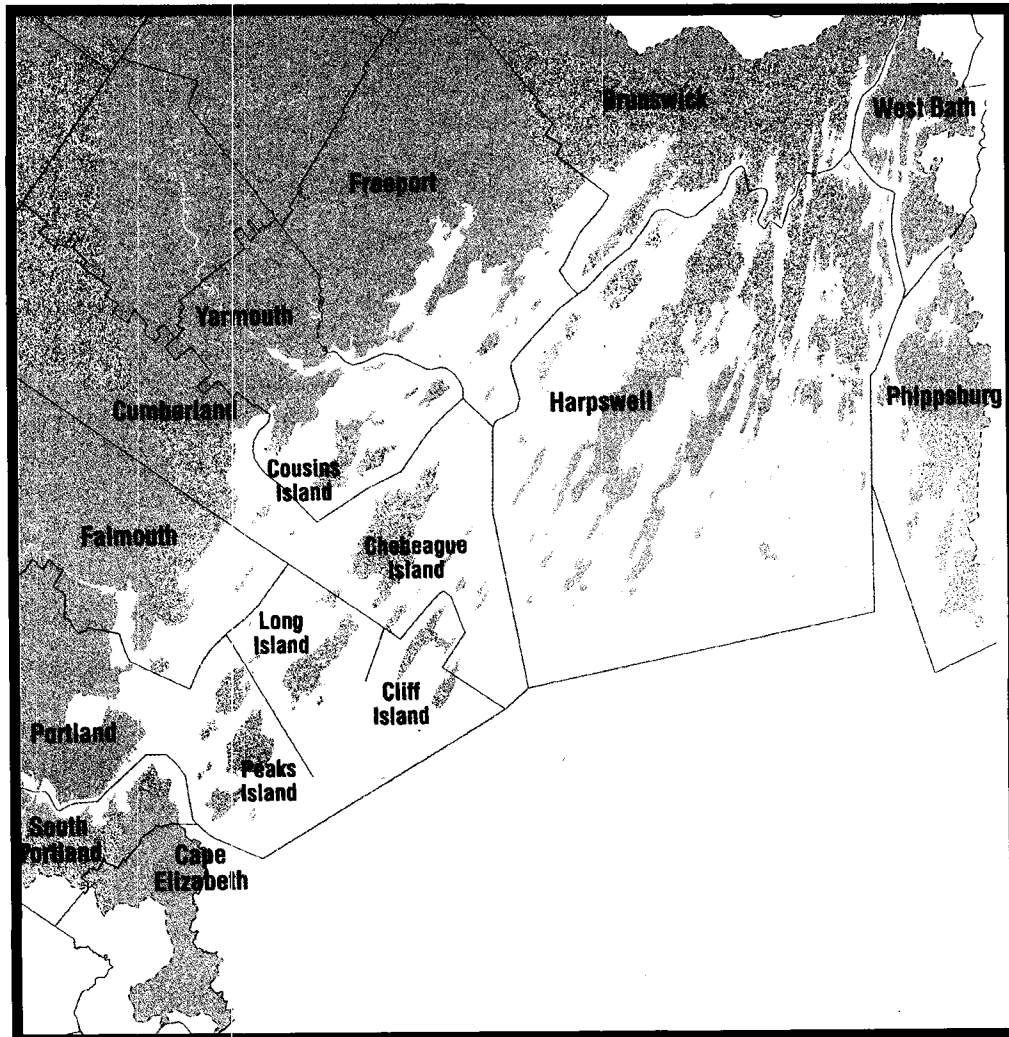 Brunswick
West Bath
Freeport
Yarmouth
Cumberland
Harpswell
Phippsburg
Cousins
Island
Falmouth
Chebeague
Island
Long
Island
Cliff
Island
Portland
Peaks
Island
South
Portland
Cape
Elizabeth